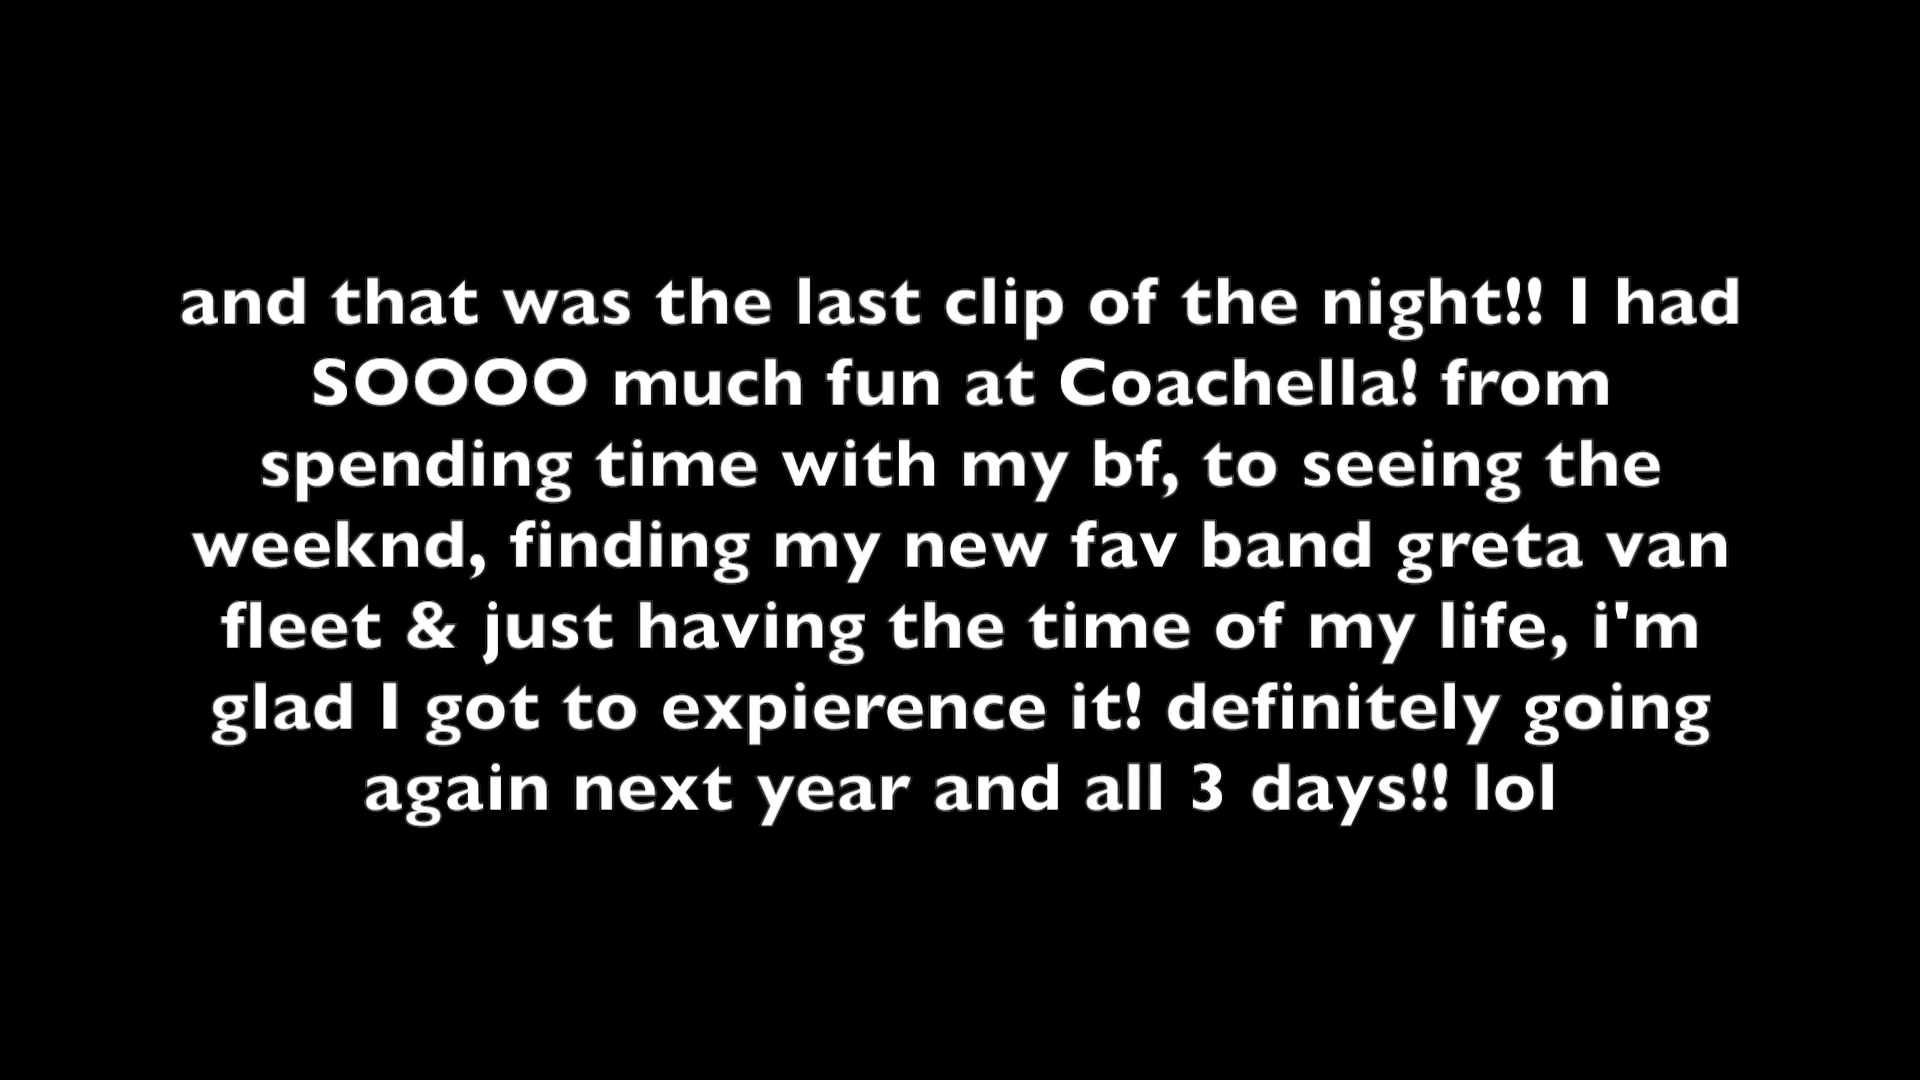 and that was the last clip of the night!! I had
SOOOO much fun at Coachella! from
spending time with my bf, to seeing the
weeknd, finding my new fav band greta van
fleet & just having the time of my life, i'm
glad I got to expierence it! definitely going
again next year and all 3 days!! lol